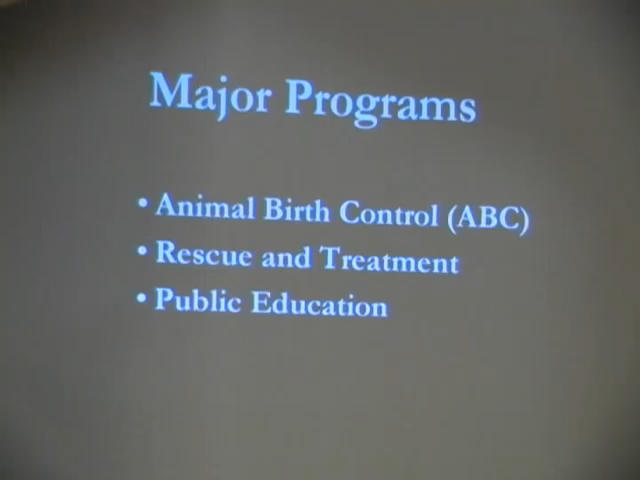 Major Programs
• Animal Birth Control (ABC)
• Rescue and Treatment
• Public Education